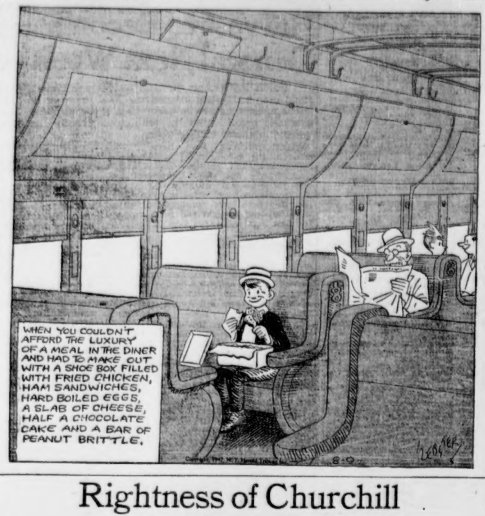 WHEN YOU COULDN'T
AFFORD THE LUXURY
OF A MEAL IN THE DINER
AND HAD TO MAKE OUT
WITH A SHOE BOX FILLED
WITH FRIED CHICKEN,
HAM SANDWICHES,
HARD BOILED EGGS,
A SLAB OF CHEESE,
HALF A CHOCOLATE
CAKE AND A BAR OF
PEANUT BRITTLE.
Copyright
WEBSTER
Rightness of Churchill